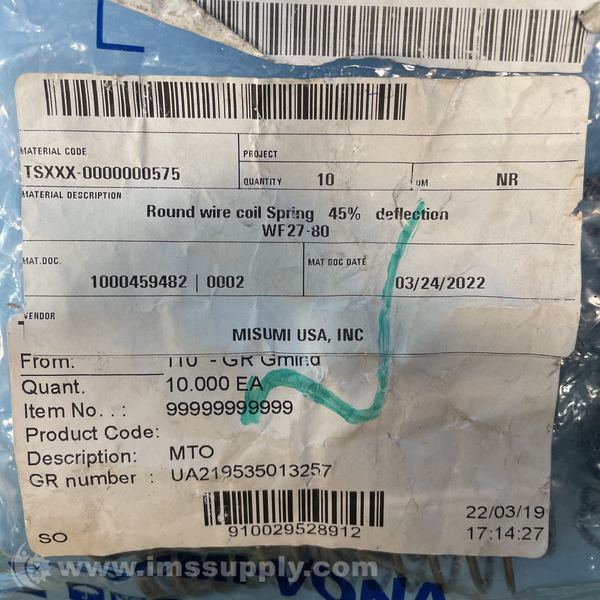 MATERIAL CODE
TSXXX-0000000575
PROJECT
QUANTITY 10 UM NR
MATERIAL DESCRIPTION
Round wire coil Spring 45% deflection
WF27-80
MAT.DOC. 1000459482 | 0002
MAT DOC DATE 03/24/2022
VENDOR
MISUMI USA, INC
From: - GR
Quant. 10.000 EA
Item No. . : 99999999999
Product Code:
Description: MTO
GR number : UA219535013257
910029528912
SO
22/03/19
17:14:27
www.imssupply.com
VONA